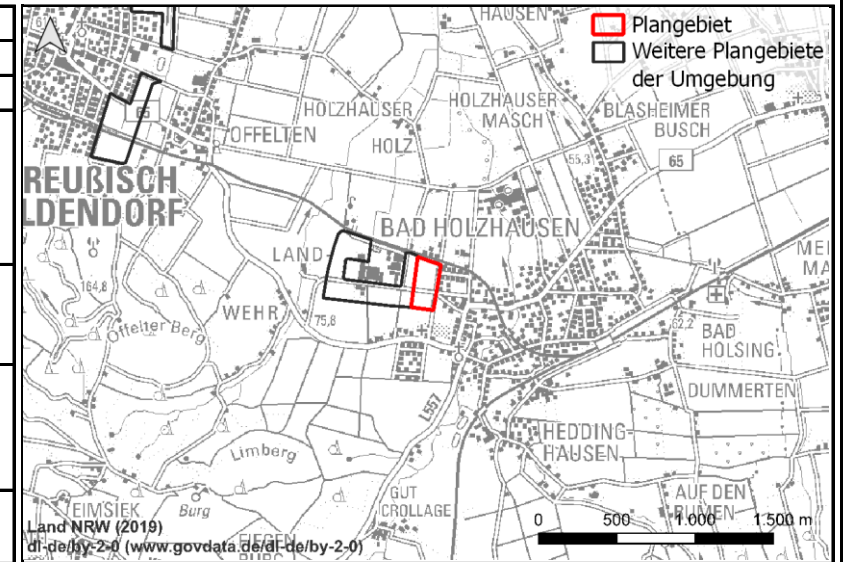 HAUSEN
Plangebiet
Weitere Plangebiete
der Umgebung
HOLZHAUSER
HOLZ
HOLZHAUSER
MASCH
BLASHEIMER
BUSCH
65
OFFELTEN
55,3
65
REUßISCH
LDENDORF
BAD HOLZHAUSEN
LAND
WEHR
164,8
75,8
Offelter Berg
62,2
BAD
HOLSING
DUMMERTEN
L557
HEDDING-
HAUSEN
Limberg
Burg
EIMSIEK
GUT
CROLLAGE
AUF DEN
Land NRW (2019)
dl-de/by-2-0 (www.govdata.de/dl-de/by-2-0)
0 500 1 000 1 500 m